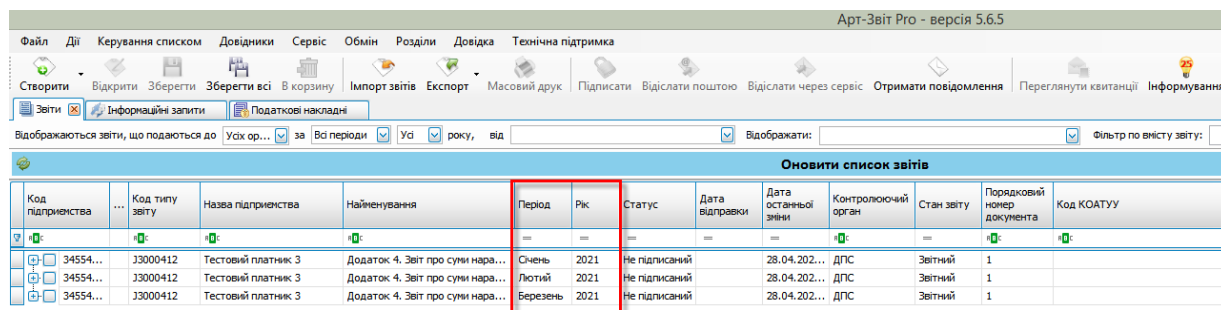 Арт-Звіт Pro - версія 5.6.5
Файл Дії Керування списком Довідники Сервіс Обмін Розділи Довідка Технічна підтримка
25
Створити Відкрити Зберегти Зберегти всі В корзину Імпорт звітів Експорт Масовий друк Підписати Відіслати поштою Відіслати через сервіс Отримати повідомлення Переглянути квитанції Інформування
Звіти Інформаційні запити Податкові накладні
Відображаються звіти, що подаються до Усіх ор... за Всі періоди Усі року, від Відображати: Фільтр по вмісту звіту:
Оновити список звітів
Код підприємства ... Код типу звіту Назва підприємства Найменування Період Рік Статус Дата відправки Дата останньої зміни Контролюючий орган Стан звіту Порядковий номер документа Код КОАТУУ
34554... J3000412 Тестовий платник 3 Додаток 4. Звіт про суми нара... Січень 2021 Не підписаний 28.04.202... ДПС Звітний 1
34554... J3000412 Тестовий платник 3 Додаток 4. Звіт про суми нара... Лютий 2021 Не підписаний 28.04.202... ДПС Звітний 1
34554... J3000412 Тестовий платник 3 Додаток 4. Звіт про суми нара... Березень 2021 Не підписаний 28.04.202... ДПС Звітний 1